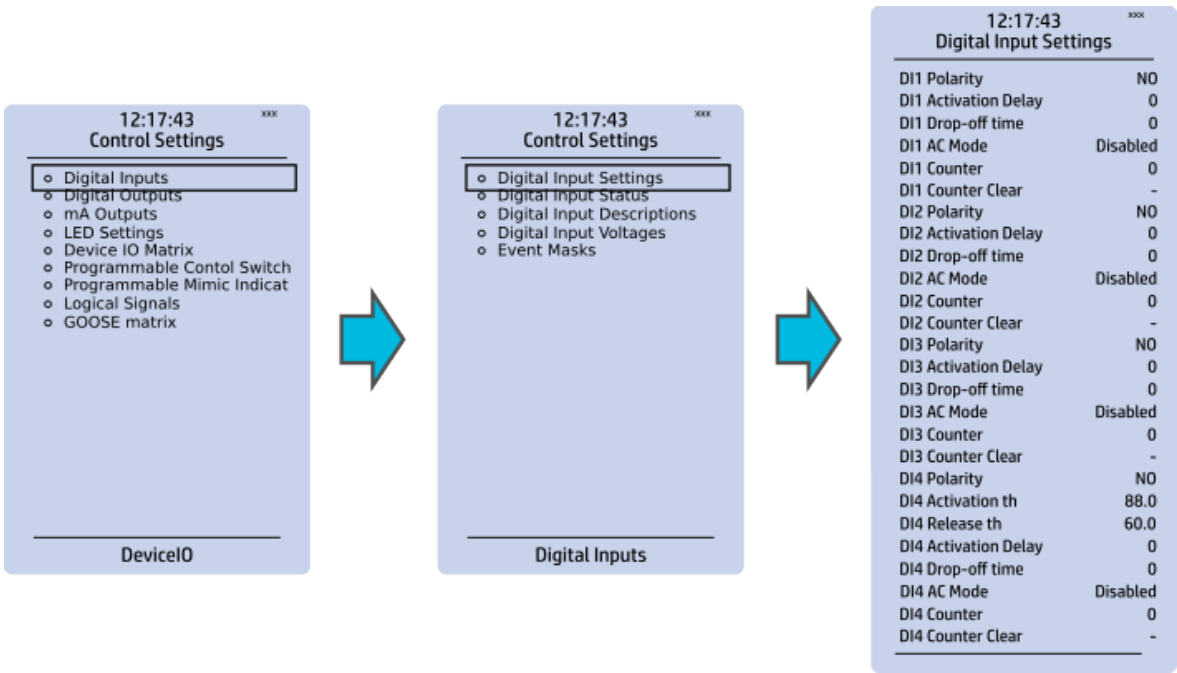 12:17:43 xxx
Control Settings
Digital Inputs
Digital Outputs
mA Outputs
LED Settings
Device IO Matrix
Programmable Contol Switch
Programmable Mimic Indicat
Logical Signals
GOOSE matrix
DeviceIO
12:17:43 xxx
Control Settings
Digital Input Settings
Digital Input Status
Digital Input Descriptions
Digital Input Voltages
Event Masks
Digital Inputs
12:17:43 xxx
Digital Input Settings
DI1 Polarity NO
DI1 Activation Delay 0
DI1 Drop-off time 0
DI1 AC Mode Disabled
DI1 Counter 0
DI1 Counter Clear -
DI2 Polarity NO
DI2 Activation Delay 0
DI2 Drop-off time 0
DI2 AC Mode Disabled
DI2 Counter 0
DI2 Counter Clear -
DI3 Polarity NO
DI3 Activation Delay 0
DI3 Drop-off time 0
DI3 AC Mode Disabled
DI3 Counter 0
DI3 Counter Clear -
DI4 Polarity NO
DI4 Activation th 88.0
DI4 Release th 60.0
DI4 Activation Delay 0
DI4 Drop-off time 0
DI4 AC Mode Disabled
DI4 Counter 0
DI4 Counter Clear -